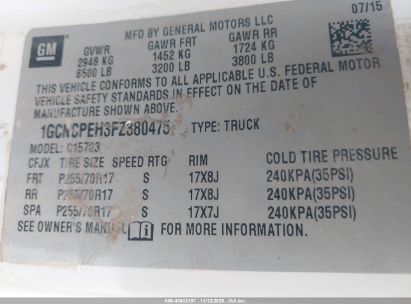 07/15
MFD BY GENERAL MOTORS LLC
GM
GVWR GAWR FRT GAWR RR
2948 KG 1452 KG 1724 KG
6500 LB 3200 LB 3800 LB
THIS VEHICLE CONFORMS TO ALL APPLICABLE U.S. FEDERAL MOTOR
VEHICLE SAFETY STANDARDS IN EFFECT ON THE DATE OF
MANUFACTURE SHOWN ABOVE.
1GCNCPEH3FZ380475 TYPE: TRUCK
MODEL: C15703
CFJX TIRE SIZE SPEED RTG RIM COLD TIRE PRESSURE
FRT P255/70R17 S 17X8J 240KPA(35PSI)
RR P255/70R17 S 17X8J 240KPA(35PSI)
SPA P255/70R17 S 17X7J 240KPA(35PSI)
SEE OWNER'S MANUAL FOR MORE INFORMATION.